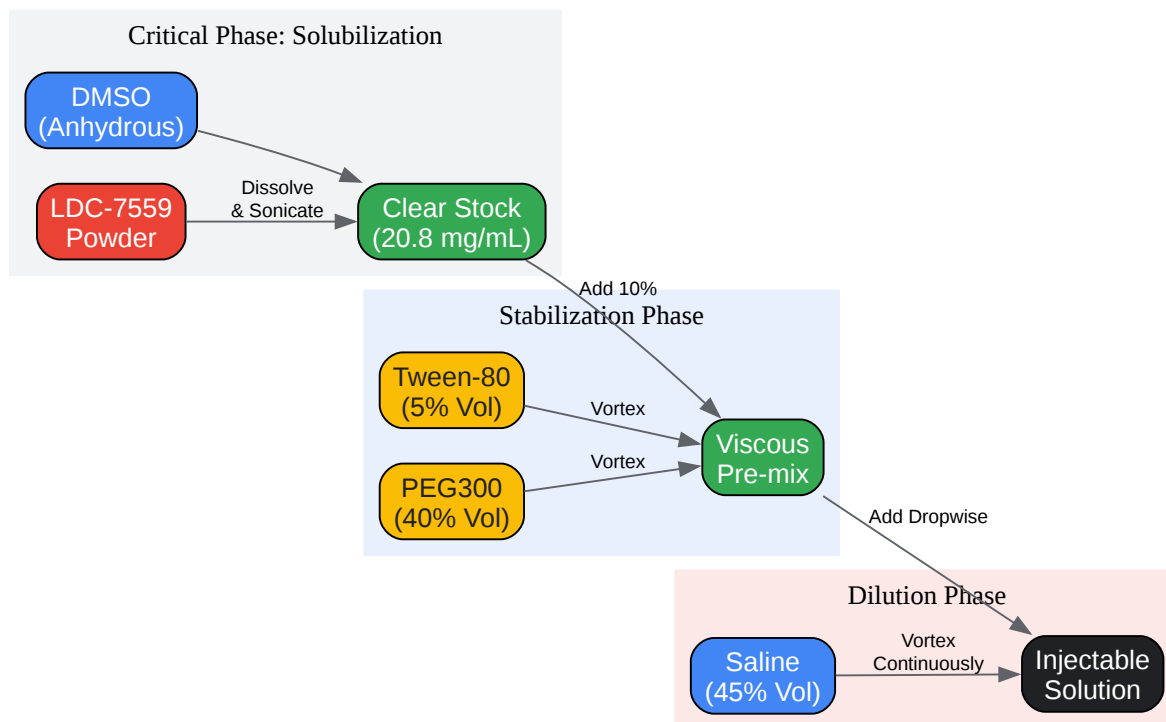 Critical Phase: Solubilization
DMSO
(Anhydrous)
LDC-7559
Powder
Dissolve
& Sonicate
Clear Stock
(20.8 mg/mL)
Add 10%
Stabilization Phase
Tween-80
(5% Vol)
Vortex
PEG300
(40% Vol)
Vortex
Viscous
Pre-mix
Add Dropwise
Dilution Phase
Saline
(45% Vol)
Vortex
Continuously
Injectable
Solution